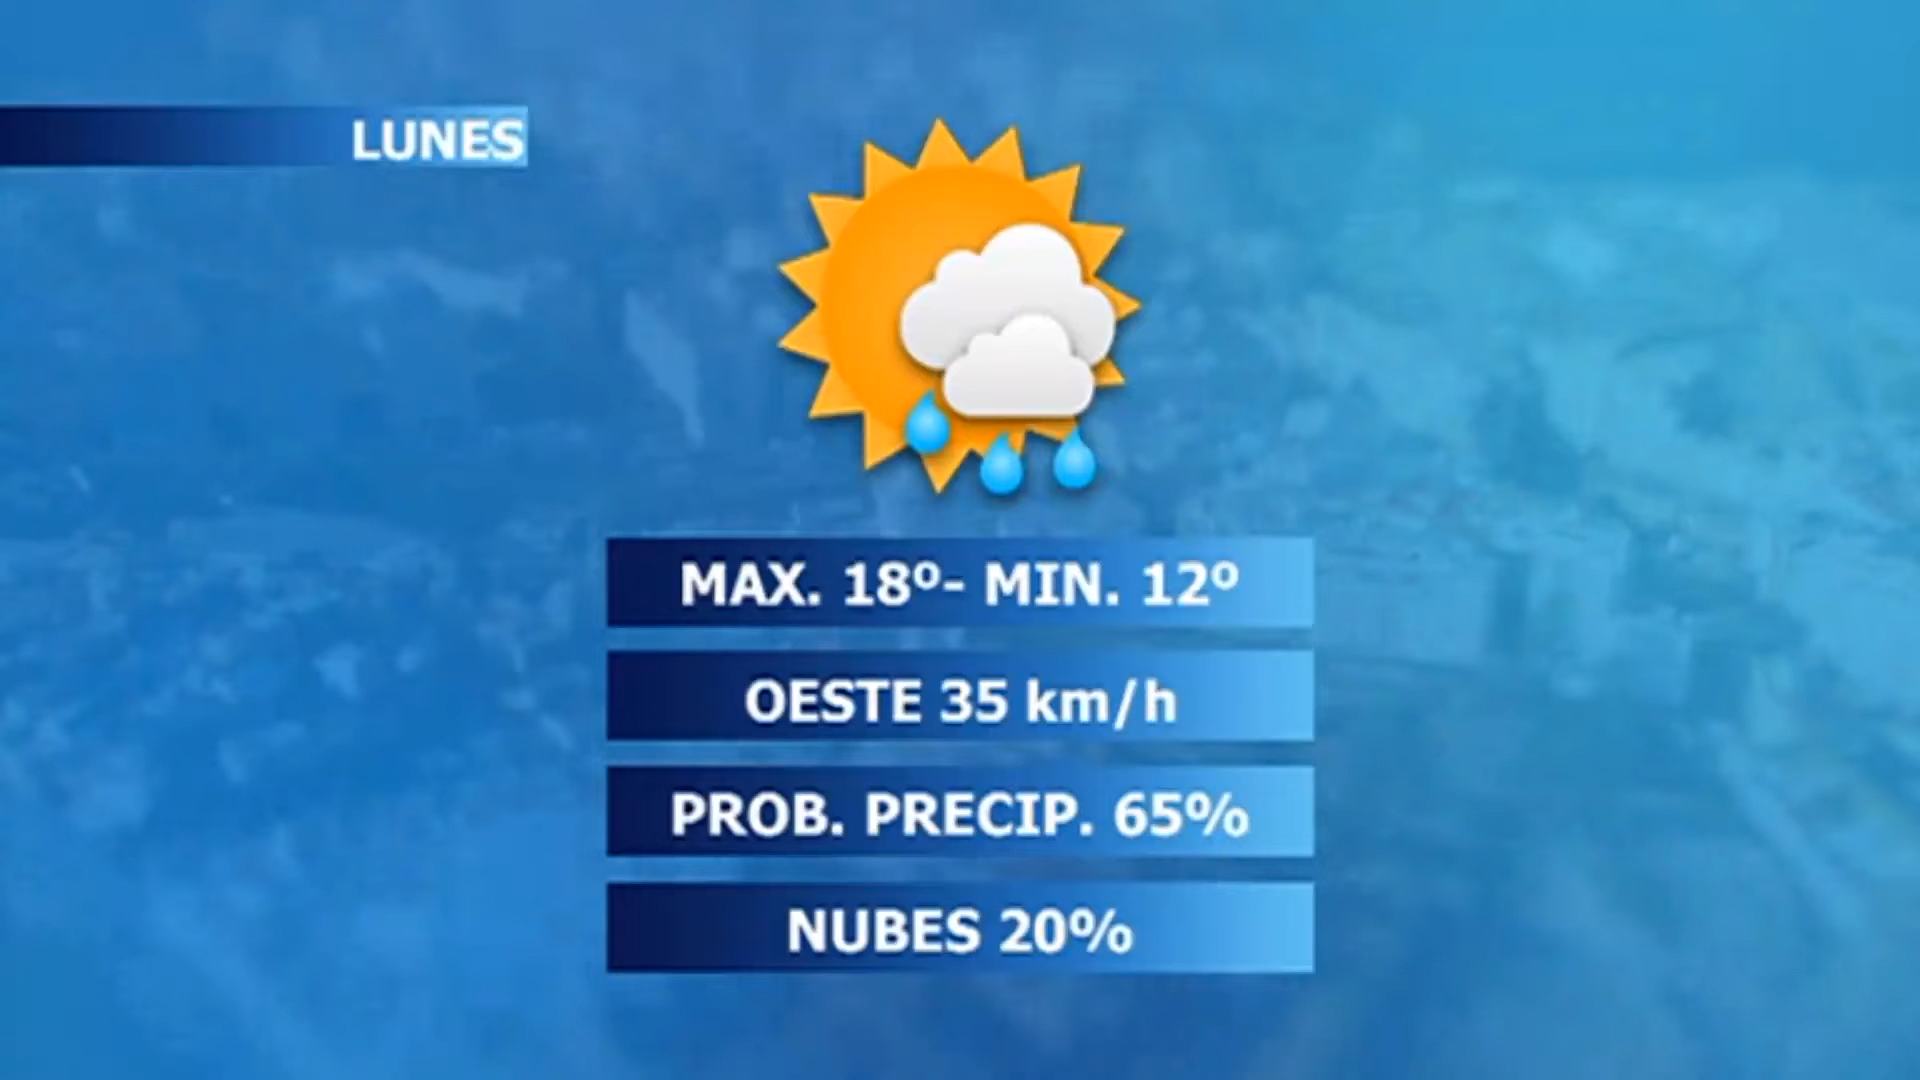 LUNES
MAX. 18º- MIN. 12º
OESTE 35 km/h
PROB. PRECIP. 65%
NUBES 20%